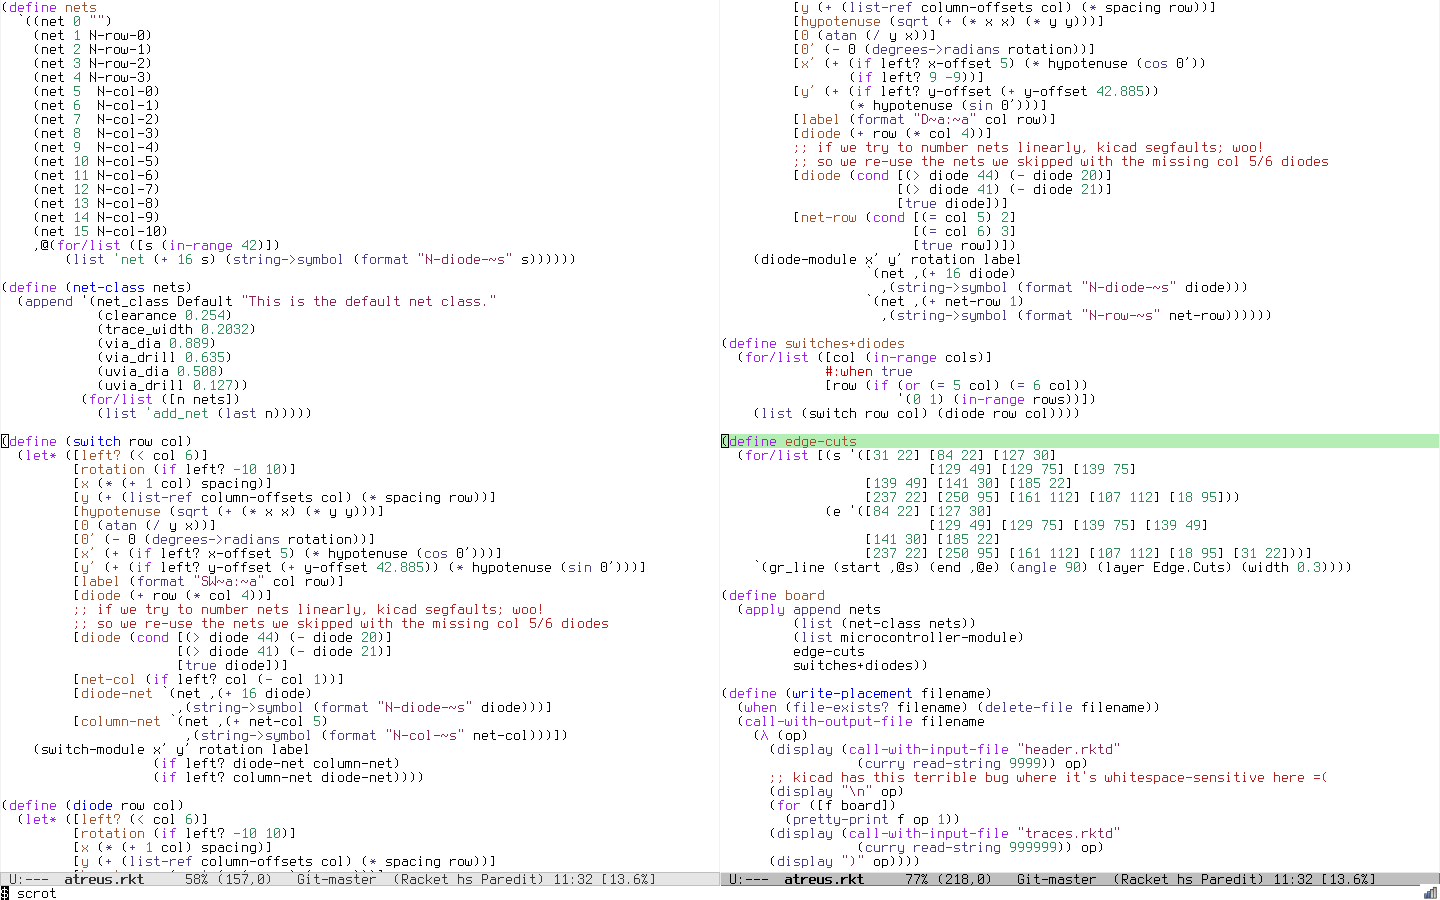 (define nets
  `((net 0 "")
    (net 1 N-row-0)
    (net 2 N-row-1)
    (net 3 N-row-2)
    (net 4 N-row-3)
    (net 5  N-col-0)
    (net 6  N-col-1)
    (net 7  N-col-2)
    (net 8  N-col-3)
    (net 9  N-col-4)
    (net 10 N-col-5)
    (net 11 N-col-6)
    (net 12 N-col-7)
    (net 13 N-col-8)
    (net 14 N-col-9)
    (net 15 N-col-10)
    ,@(for/list ([s (in-range 42)])
        (list 'net (+ 16 s) (string->symbol (format "N-diode-~s" s))))))

(define (net-class nets)
  (append '(net_class Default "This is the default net class."
            (clearance 0.254)
            (trace_width 0.2032)
            (via_dia 0.889)
            (via_drill 0.635)
            (uvia_dia 0.508)
            (uvia_drill 0.127))
          (for/list ([n nets])
            (list 'add_net (last n)))))

(define (switch row col)
  (let* ([left? (< col 6)]
         [rotation (if left? -10 10)]
         [x (* (+ 1 col) spacing)]
         [y (+ (list-ref column-offsets col) (* spacing row))]
         [hypotenuse (sqrt (+ (* x x) (* y y)))]
         [θ (atan (/ y x))]
         [θ′ (- θ (degrees->radians rotation))]
         [x′ (+ (if left? x-offset 5) (* hypotenuse (cos θ′)))]
         [y′ (+ (if left? y-offset (+ y-offset 42.885)) (* hypotenuse (sin θ′)))]
         [label (format "SW~a:~a" col row)]
         [diode (+ row (* col 4))]
         ;; if we try to number nets linearly, kicad segfaults; woo!
         ;; so we re-use the nets we skipped with the missing col 5/6 diodes
         [diode (cond [(> diode 44) (- diode 20)]
                      [(> diode 41) (- diode 21)]
                      [true diode])]
         [net-col (if left? col (- col 1))]
         [diode-net `(net ,(+ 16 diode)
                      ,(string->symbol (format "N-diode-~s" diode)))]
         [column-net `(net ,(+ net-col 5)
                       ,(string->symbol (format "N-col-~s" net-col)))])
    (switch-module x′ y′ rotation label
                   (if left? diode-net column-net)
                   (if left? column-net diode-net))))

(define (diode row col)
  (let* ([left? (< col 6)]
         [rotation (if left? -10 10)]
         [x (* (+ 1 col) spacing)]
         [y (+ (list-ref column-offsets col) (* spacing row))]
U:---  atreus.rkt     58% (157,0)    Git-master  (Racket hs Paredit) 11:32 [13.6%]
         [y (+ (list-ref column-offsets col) (* spacing row))]
         [hypotenuse (sqrt (+ (* x x) (* y y)))]
         [θ (atan (/ y x))]
         [θ′ (- θ (degrees->radians rotation))]
         [x′ (+ (if left? x-offset 5) (* hypotenuse (cos θ′))
                (if left? 9 -9))]
         [y′ (+ (if left? y-offset (+ y-offset 42.885))
                (* hypotenuse (sin θ′)))]
         [label (format "D~a:~a" col row)]
         [diode (+ row (* col 4))]
         ;; if we try to number nets linearly, kicad segfaults; woo!
         ;; so we re-use the nets we skipped with the missing col 5/6 diodes
         [diode (cond [(> diode 44) (- diode 20)]
                      [(> diode 41) (- diode 21)]
                      [true diode])]
         [net-row (cond [(= col 5) 2]
                        [(= col 6) 3]
                        [true row])])
    (diode-module x′ y′ rotation label
                  `(net ,(+ 16 diode)
                    ,(string->symbol (format "N-diode-~s" diode)))
                  `(net ,(+ net-row 1)
                    ,(string->symbol (format "N-row-~s" net-row))))))

(define switches+diodes
  (for/list ([col (in-range cols)]
             #:when true
             [row (if (or (= 5 col) (= 6 col))
                      '(0 1) (in-range rows))])
    (list (switch row col) (diode row col))))

(define edge-cuts
  (for/list [(s '([31 22] [84 22] [127 30]
                          [129 49] [129 75] [139 75]
                  [139 49] [141 30] [185 22]
                  [237 22] [250 95] [161 112] [107 112] [18 95]))
             (e '([84 22] [127 30]
                          [129 49] [129 75] [139 75] [139 49]
                  [141 30] [185 22]
                  [237 22] [250 95] [161 112] [107 112] [18 95] [31 22]))]
    `(gr_line (start ,@s) (end ,@e) (angle 90) (layer Edge.Cuts) (width 0.3))))

(define board
  (apply append nets
         (list (net-class nets))
         (list microcontroller-module)
         edge-cuts
         switches+diodes))

(define (write-placement filename)
  (when (file-exists? filename) (delete-file filename))
  (call-with-output-file filename
    (λ (op)
      (display (call-with-input-file "header.rktd"
                 (curry read-string 9999)) op)
      ;; kicad has this terrible bug where it's whitespace-sensitive here =(
      (display "\n" op)
      (for ([f board])
        (pretty-print f op 1))
      (display (call-with-input-file "traces.rktd"
                 (curry read-string 999999)) op)
      (display ")" op))))
U:---  atreus.rkt     77% (218,0)    Git-master  (Racket hs Paredit) 11:32 [13.6%]
$ scrot